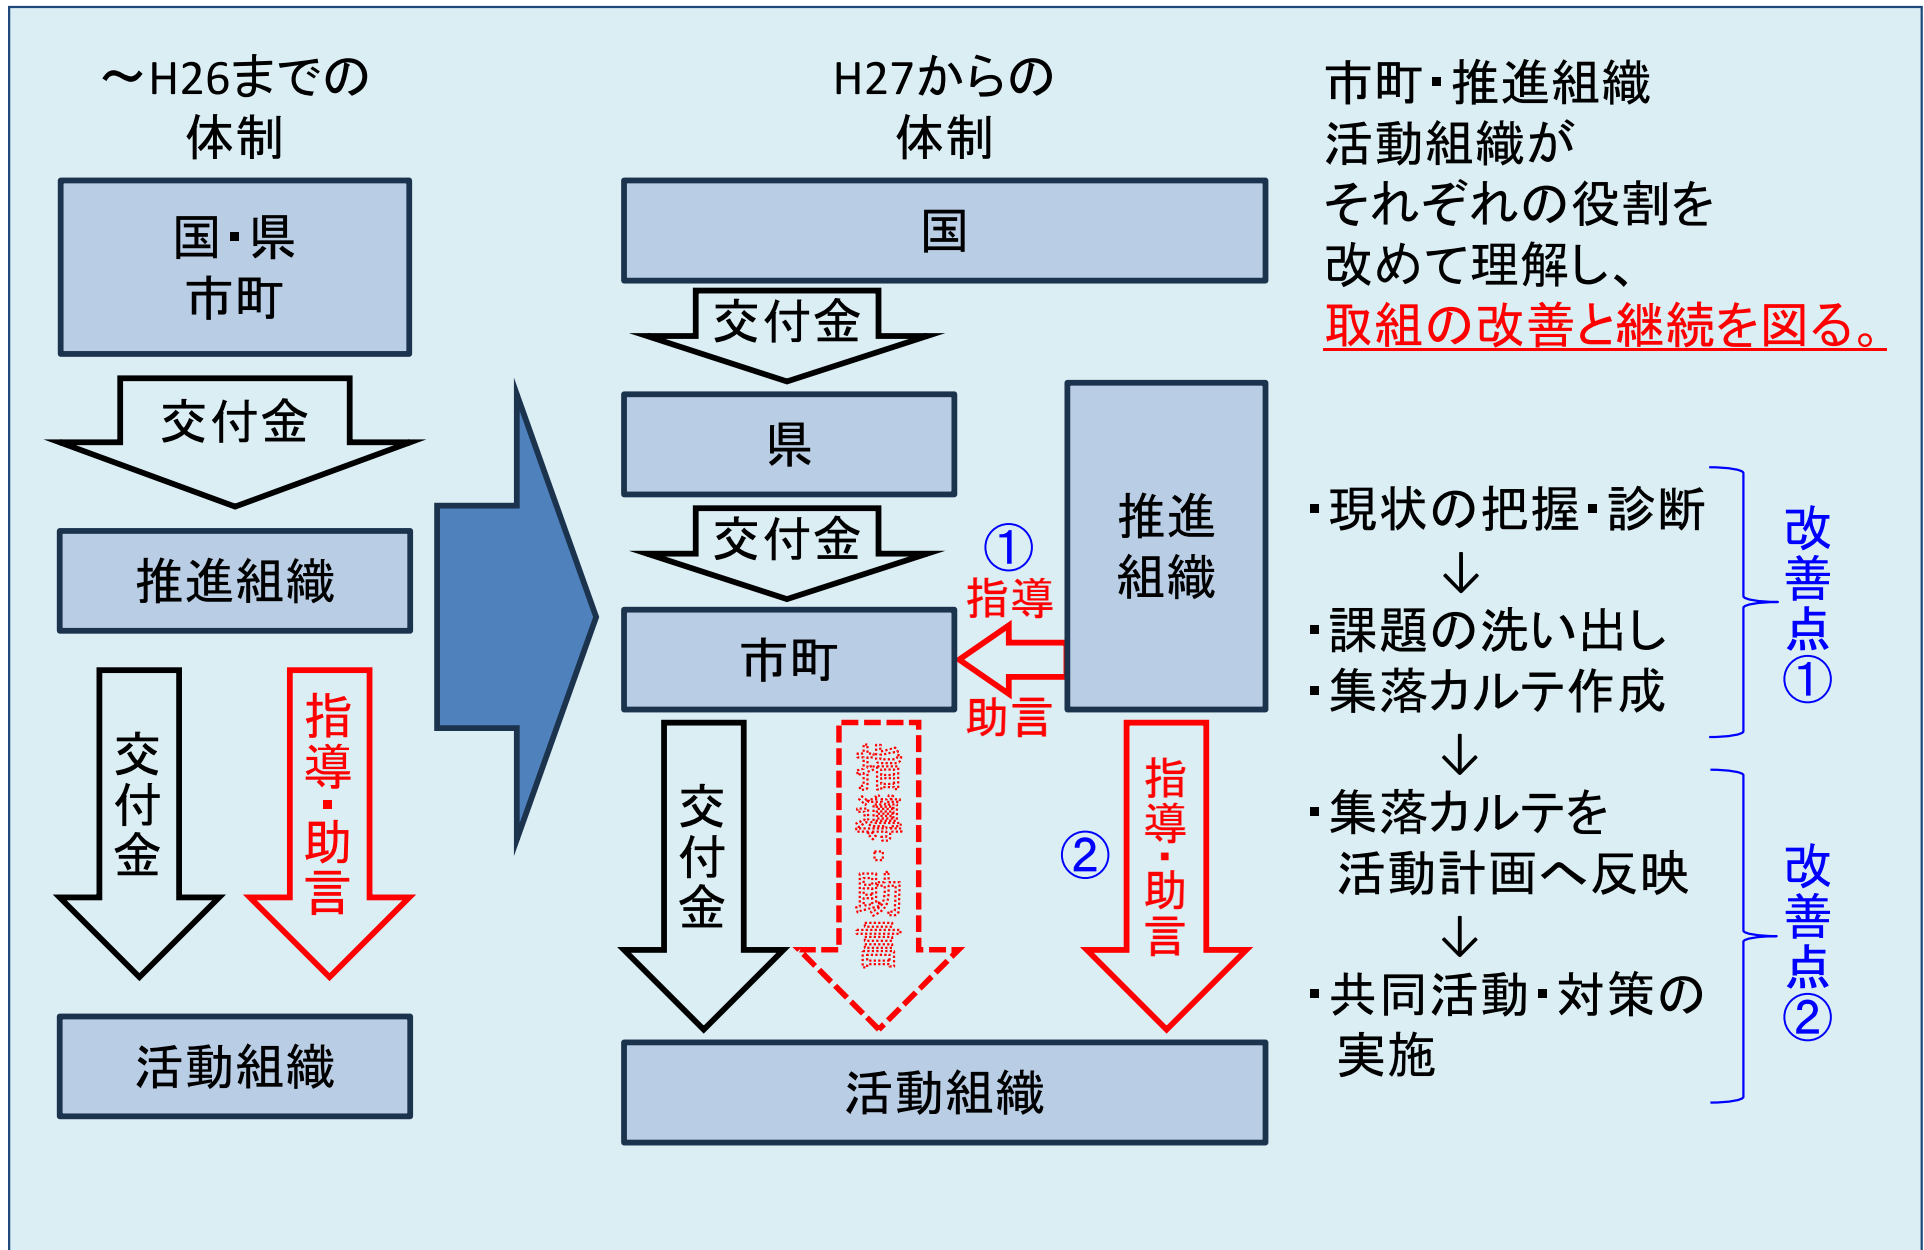 ～H26までの
体制
国・県
市町
交付金
推進組織
交付金
指導・助言
活動組織
H27からの
体制
国
交付金
県
交付金
市町
推進
組織
①
指導
助言
交付金
指導・助言
②
指導・助言
活動組織
市町・推進組織
活動組織が
それぞれの役割を
改めて理解し、
取組の改善と継続を図る。
・現状の把握・診断
↓
・課題の洗い出し
・集落カルテ作成
↓
・集落カルテを
活動計画へ反映
↓
・共同活動・対策の
実施
改善点①
改善点②